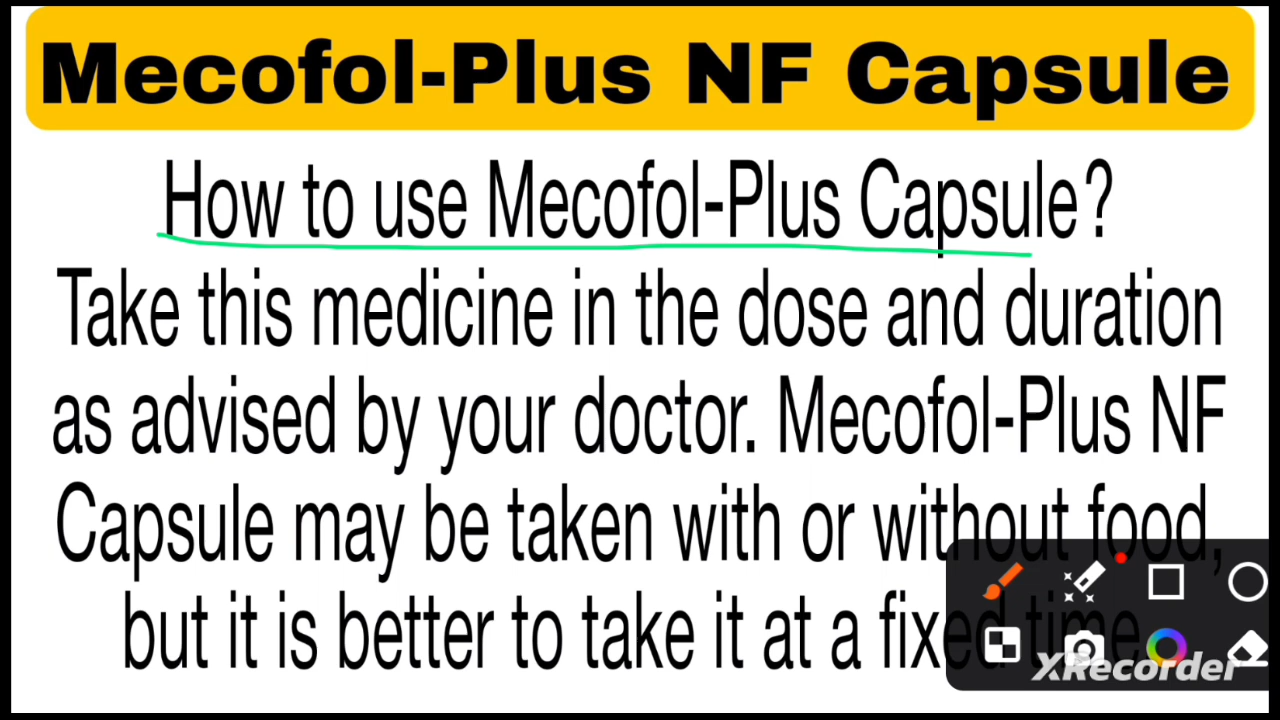 Mecofol-Plus NF Capsule
How to use Mecofol-Plus Capsule?
Take this medicine in the dose and duration
as advised by your doctor. Mecofol-Plus NF
Capsule may be taken with or without food,
but it is better to take it at a fixed time
XRecorder